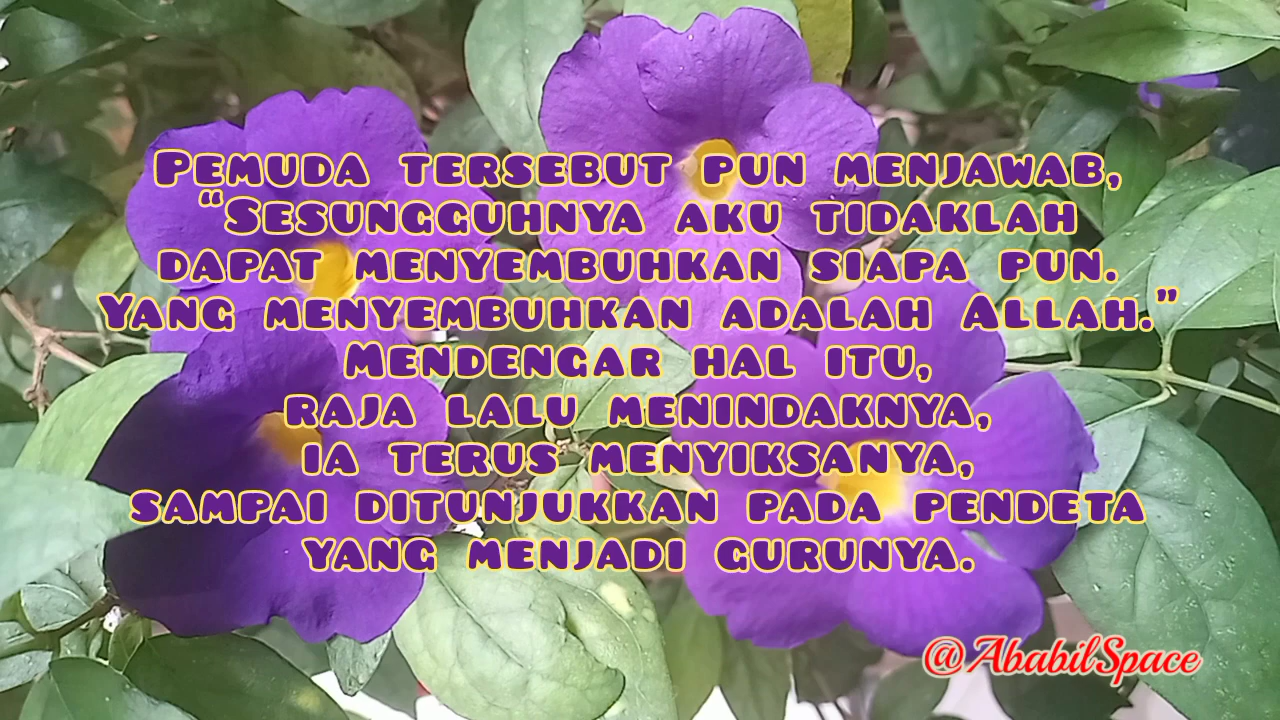 Pemuda tersebut pun menjawab,
“Sesungguhnya aku tidaklah
dapat menyembuhkan siapa pun.
Yang menyembuhkan adalah Allah.”
Mendengar hal itu,
raja lalu menindaknya,
ia terus menyiksanya,
sampai ditunjukkan pada pendeta
yang menjadi gurunya.
@AbabilSpace